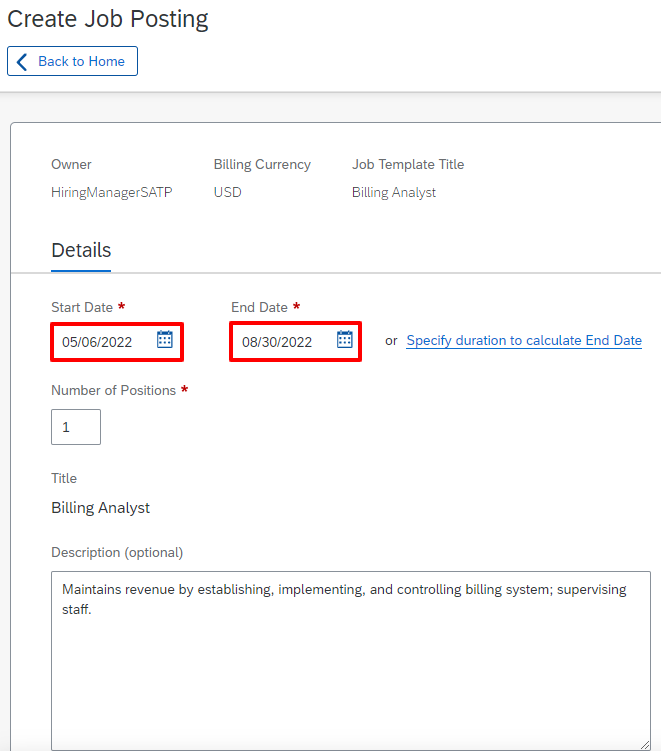 Create Job Posting
Back to Home
Owner
Billing Currency
Job Template Title
HiringManagerSATP
USD
Billing Analyst
Details
Start Date *
End Date *
05/06/2022
08/30/2022
or Specify duration to calculate End Date
Number of Positions *
1
Title
Billing Analyst
Description (optional)
Maintains revenue by establishing, implementing, and controlling billing system; supervising
staff.